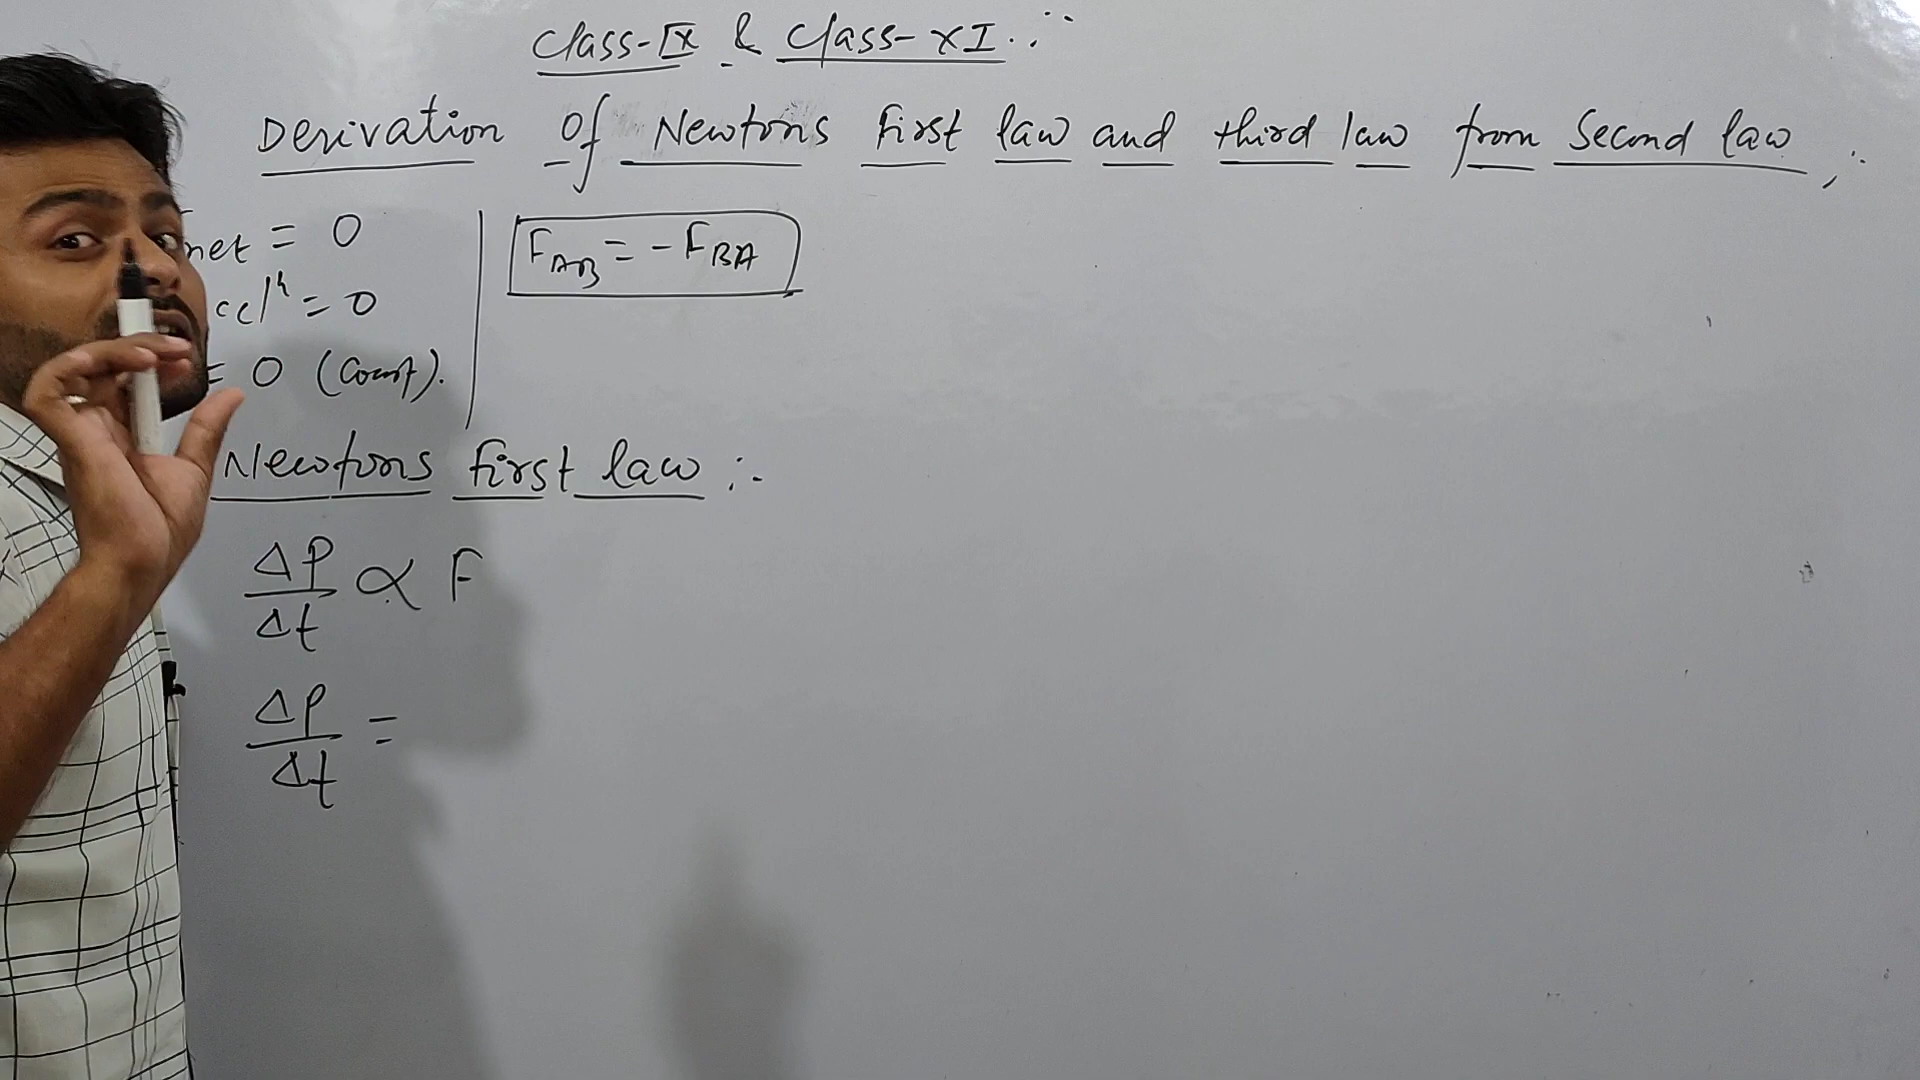 Class-IX & Class-XI.:
Derivation of Newtons first law and third law from Second law :
net = 0
ccl^n = 0
= 0 (Const).
F_AB = -F_BA
Newtons first law :-
ΔP/Δt ∝ F
ΔP/Δt =